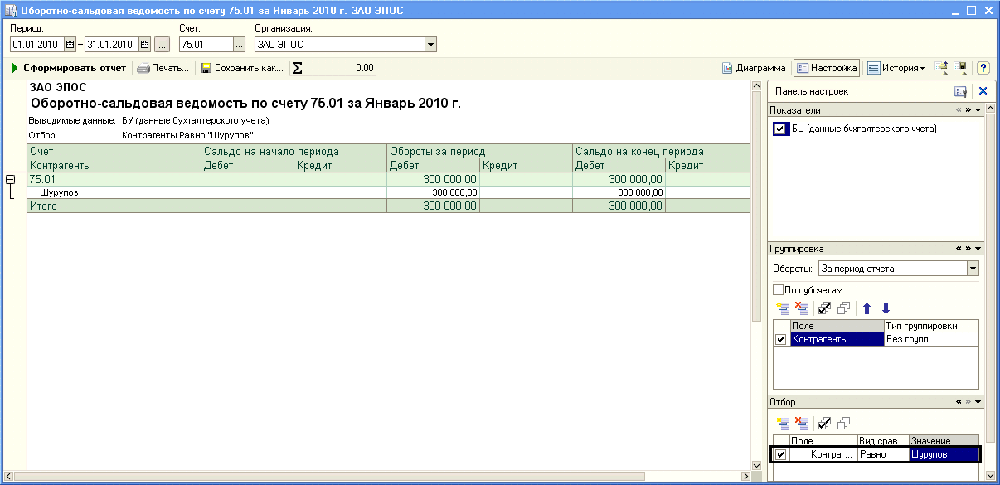 Оборотно-сальдовая ведомость по счету 75.01 за Январь 2010 г. ЗАО ЭПОС
Период: Счет: Организация:
01.01.2010 – 31.01.2010 ... 75.01 ... ЗАО ЭПОС
Сформировать отчет Печать... Сохранить как... Σ 0,00 Диаграмма Настройка История ?
ЗАО ЭПОС
Оборотно-сальдовая ведомость по счету 75.01 за Январь 2010 г.
Выводимые данные: БУ (данные бухгалтерского учета)
Отбор: Контрагенты Равно "Шурупов"
Счет Сальдо на начало периода Обороты за период Сальдо на конец периода
Контрагенты Дебет Кредит Дебет Кредит Дебет Кредит
75.01 300 000,00 300 000,00
Шурупов 300 000,00 300 000,00
Итого 300 000,00 300 000,00
Панель настроек
Показатели
БУ (данные бухгалтерского учета)
Группировка
Обороты: За период отчета
По субсчетам
Поле Тип группировки
Контрагенты Без групп
Отбор
Поле Вид срав... Значение
Контраг... Равно Шурупов